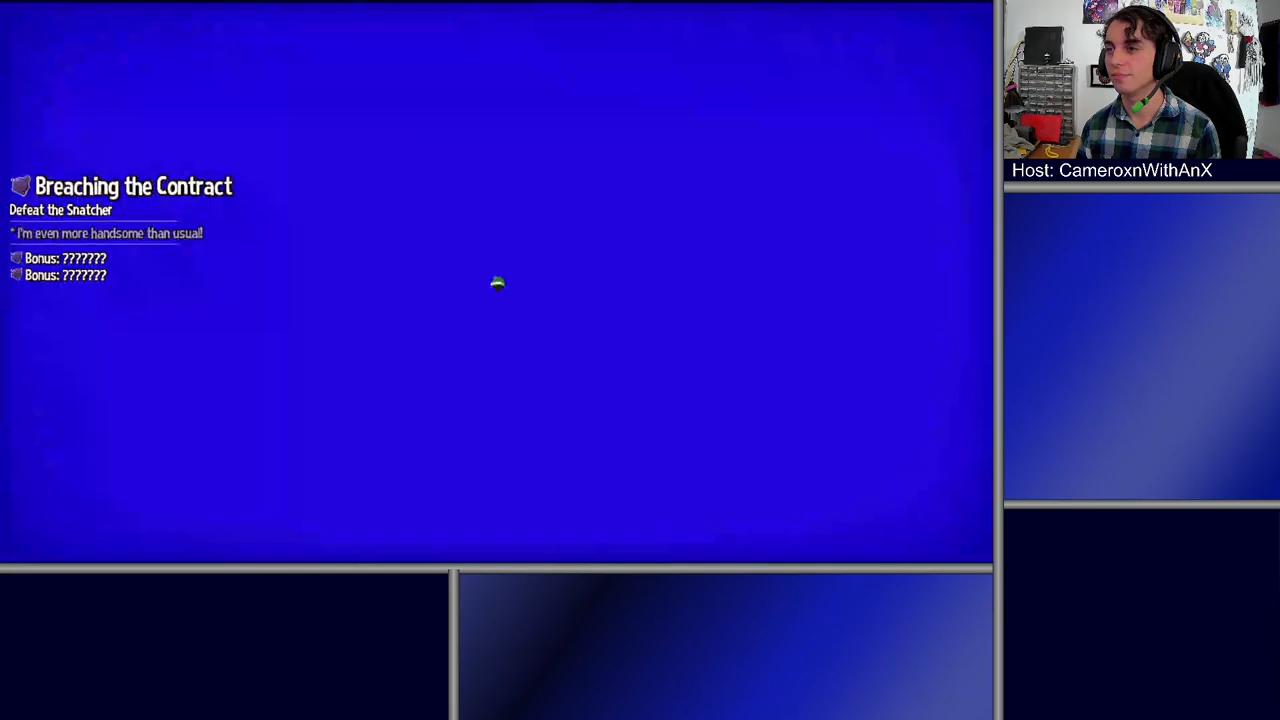 Breaching the Contract
Defeat the Snatcher
* I'm even more handsome than usual!
Bonus: ???????
Bonus: ???????
Host: CameroxnWithAnX